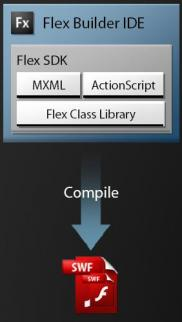 Fx Flex Builder IDE
Flex SDK
MXML ActionScript
Flex Class Library
Compile
SWF
SWF